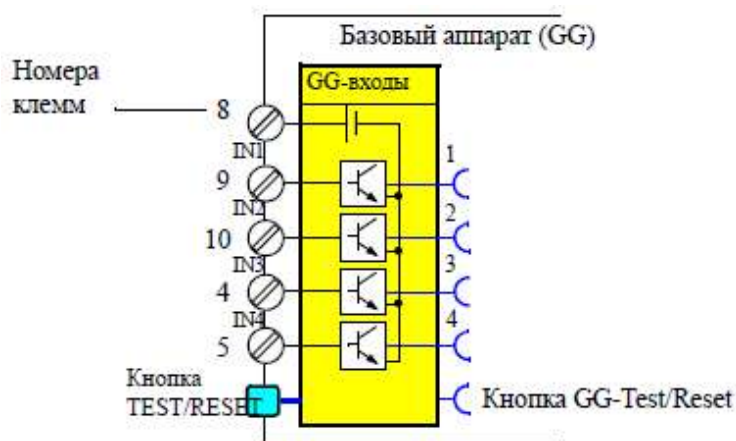 Базовый аппарат (GG)
Номера
клемм
GG-входы
8
IN1
1
9
IN2
2
10
IN3
3
4
IN4
4
5
Кнопка
TEST/RESET
Кнопка GG-Test/Reset